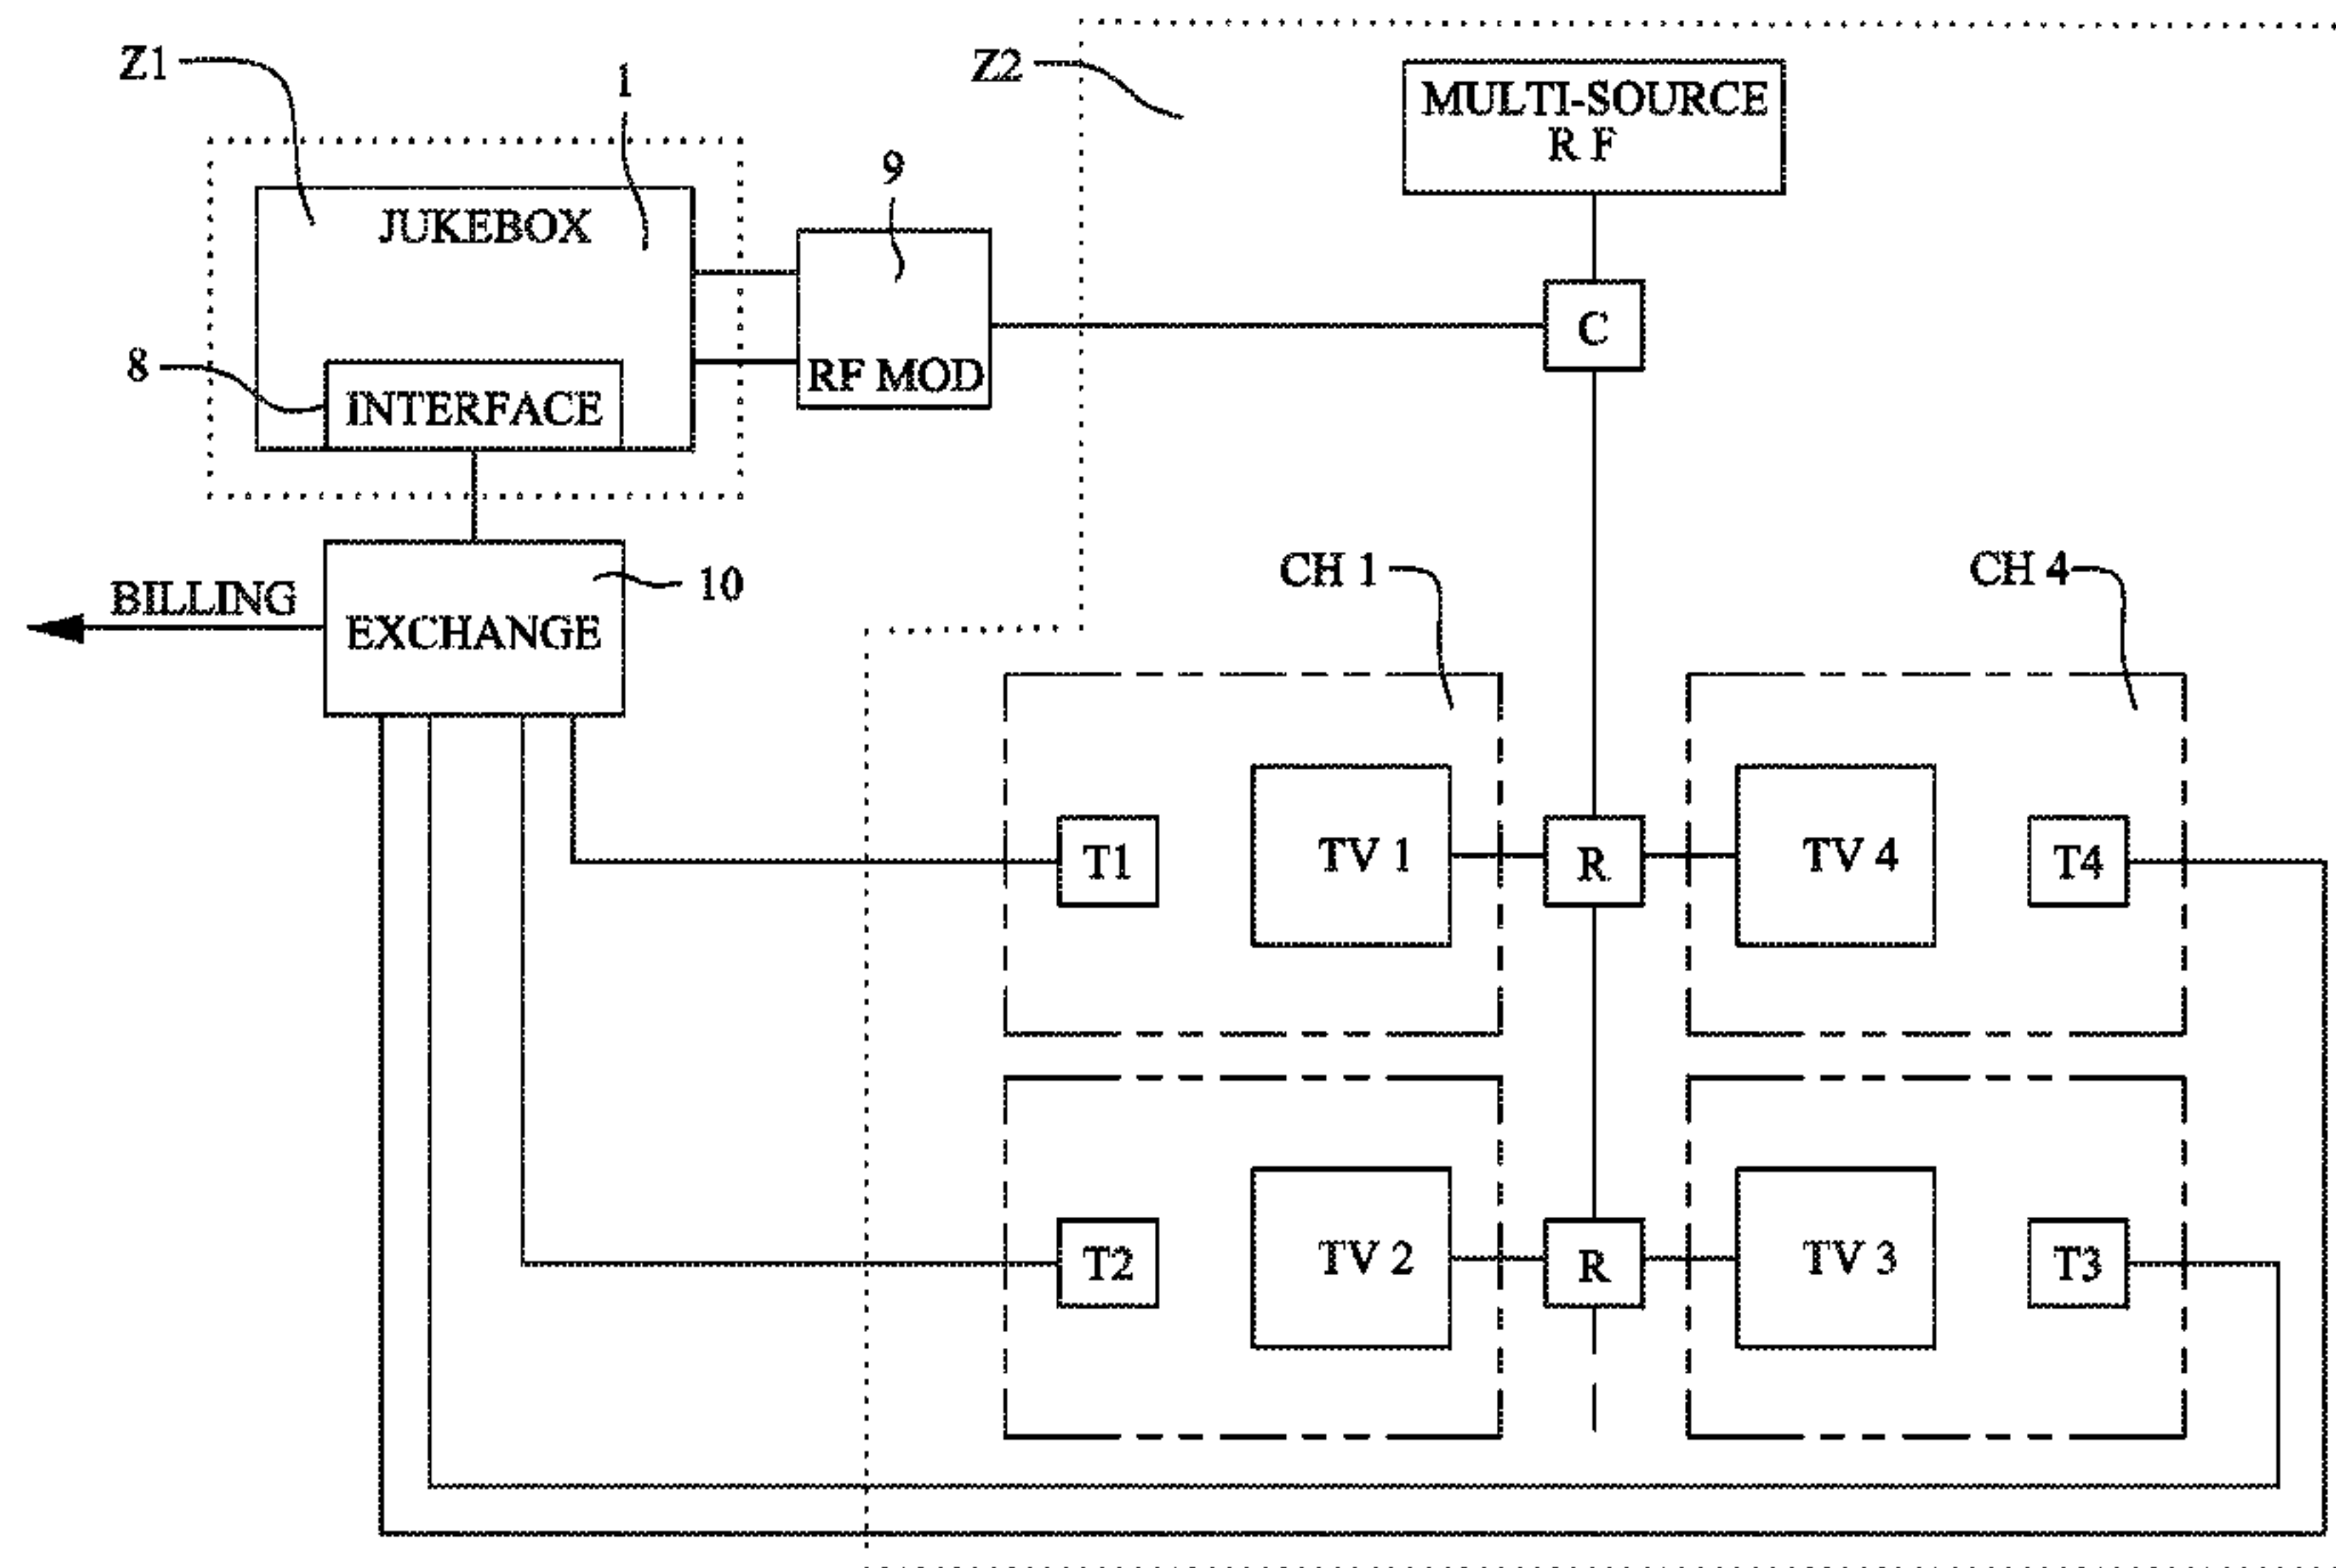 Z1
1
Z2
MULTI-SOURCE
R F
9
JUKEBOX
C
8
INTERFACE
RF MOD
BILLING
EXCHANGE
10
CH 1
CH 4
T1
TV 1
R
TV 4
T4
T2
TV 2
R
TV 3
T3